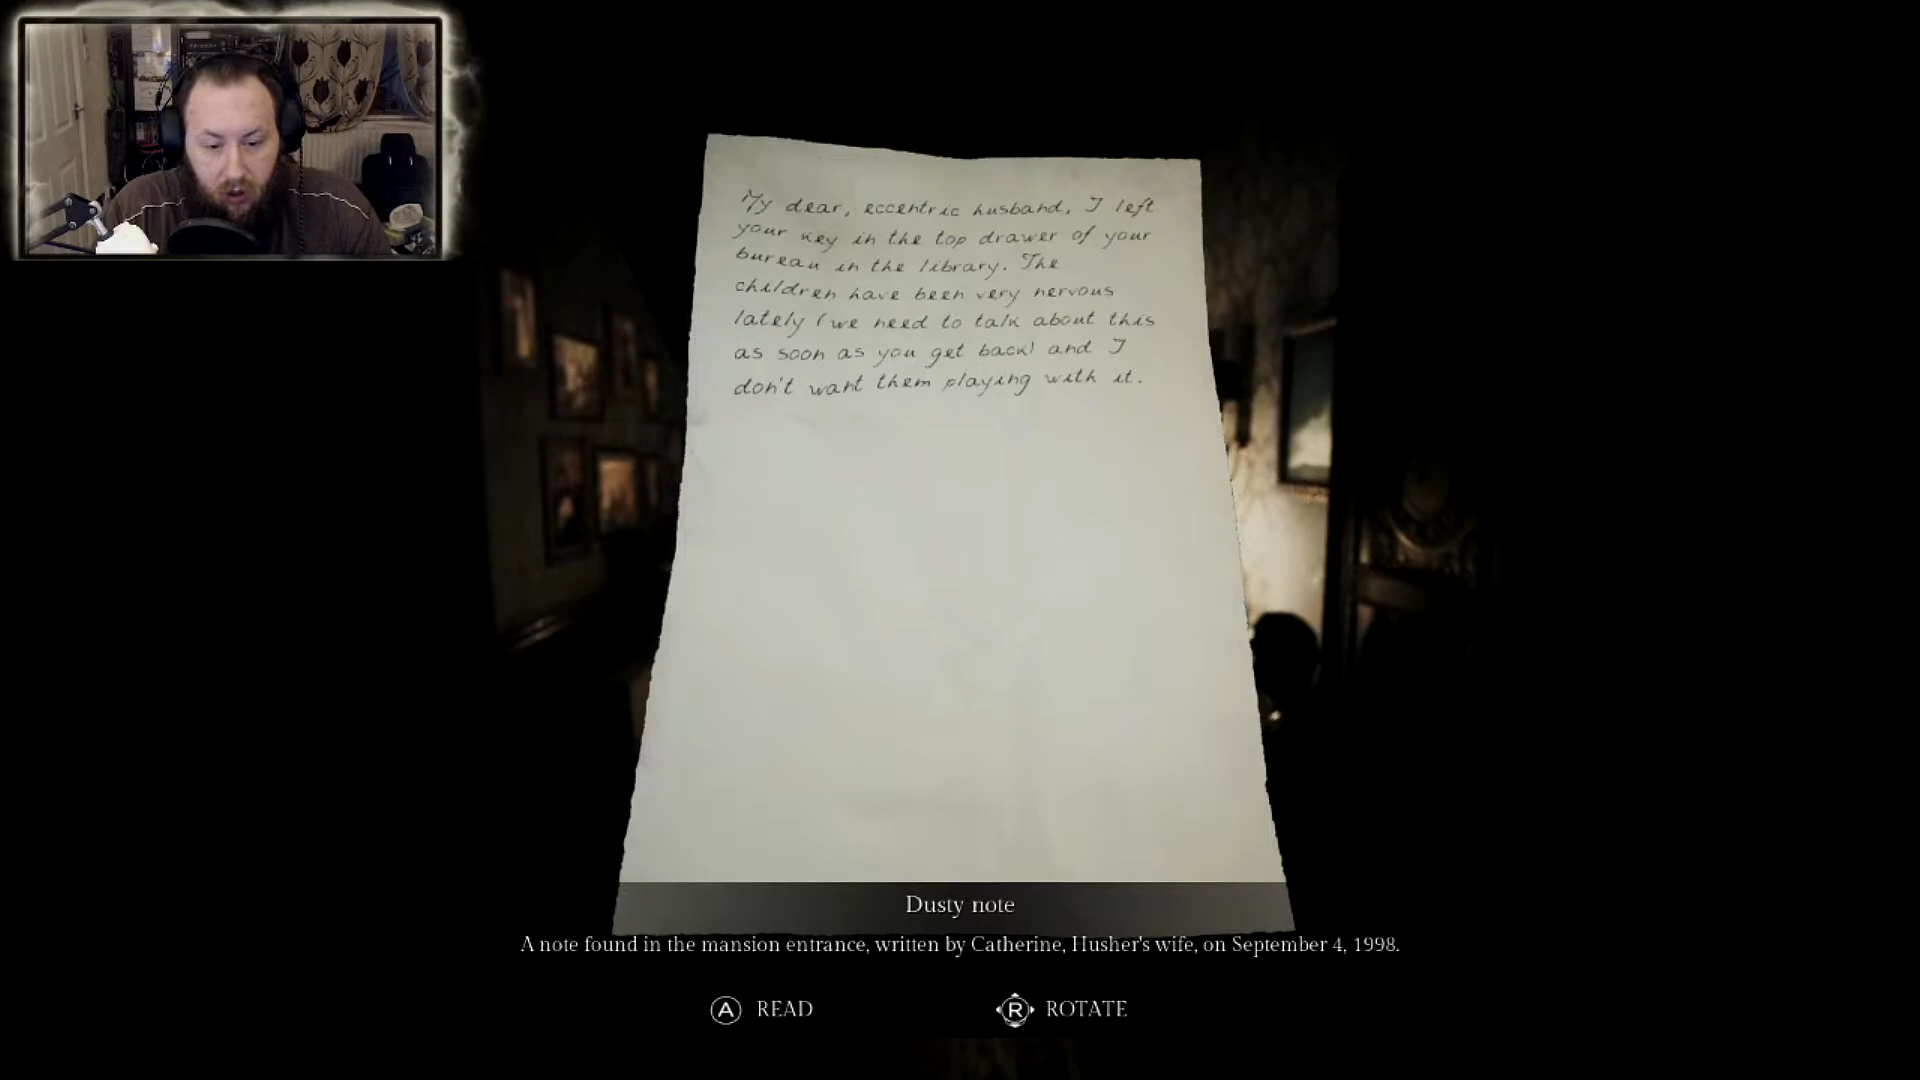 My dear, eccentric husband, I left
your key in the top drawer of your
bureau in the library. The
children have been very nervous
lately (we need to talk about this
as soon as you get back) and I
don't want them playing with it.
Dusty note
A note found in the mansion entrance, written by Catherine, Husher's wife, on September 4, 1998.
A READ
R ROTATE